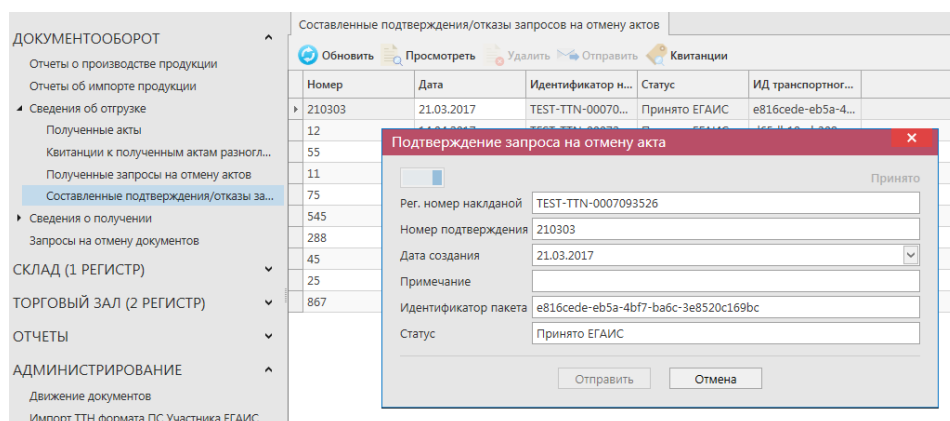 Составленные подтверждения/отказы запросов на отмену актов
ДОКУМЕНТООБОРОТ
Отчеты о производстве продукции
Отчеты об импорте продукции
Сведения об отгрузке
Полученные акты
Квитанции к полученным актам разногл...
Полученные запросы на отмену актов
Составленные подтверждения/отказы за...
Сведения о получении
Запросы на отмену документов
СКЛАД (1 РЕГИСТР)
ТОРГОВЫЙ ЗАЛ (2 РЕГИСТР)
ОТЧЕТЫ
АДМИНИСТРИРОВАНИЕ
Движение документов
Импорт ТТН формата ПС Участника ЕГАИС
Обновить Просмотреть Удалить Отправить Квитанции
Номер Дата Идентификатор н... Статус ИД транспортног...
210303 21.03.2017 TEST-TTN-00070... Принято ЕГАИС e816cede-eb5a-4...
12
55
11
75
545
288
45
25
867
Подтверждение запроса на отмену акта
Принято
Рег. номер накладной TEST-TTN-0007093526
Номер подтверждения 210303
Дата создания 21.03.2017
Примечание
Идентификатор пакета e816cede-eb5a-4bf7-ba6c-3e8520c169bc
Статус Принято ЕГАИС
Отправить Отмена